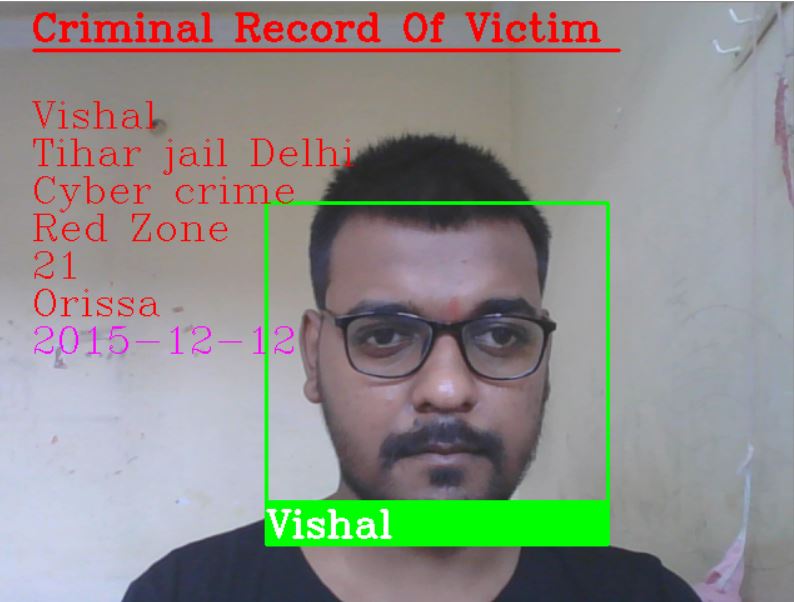 Criminal Record Of Victim
Vishal
Tihar jail Delhi
Cyber crime
Red Zone
21
Orissa
2015-12-12
Vishal